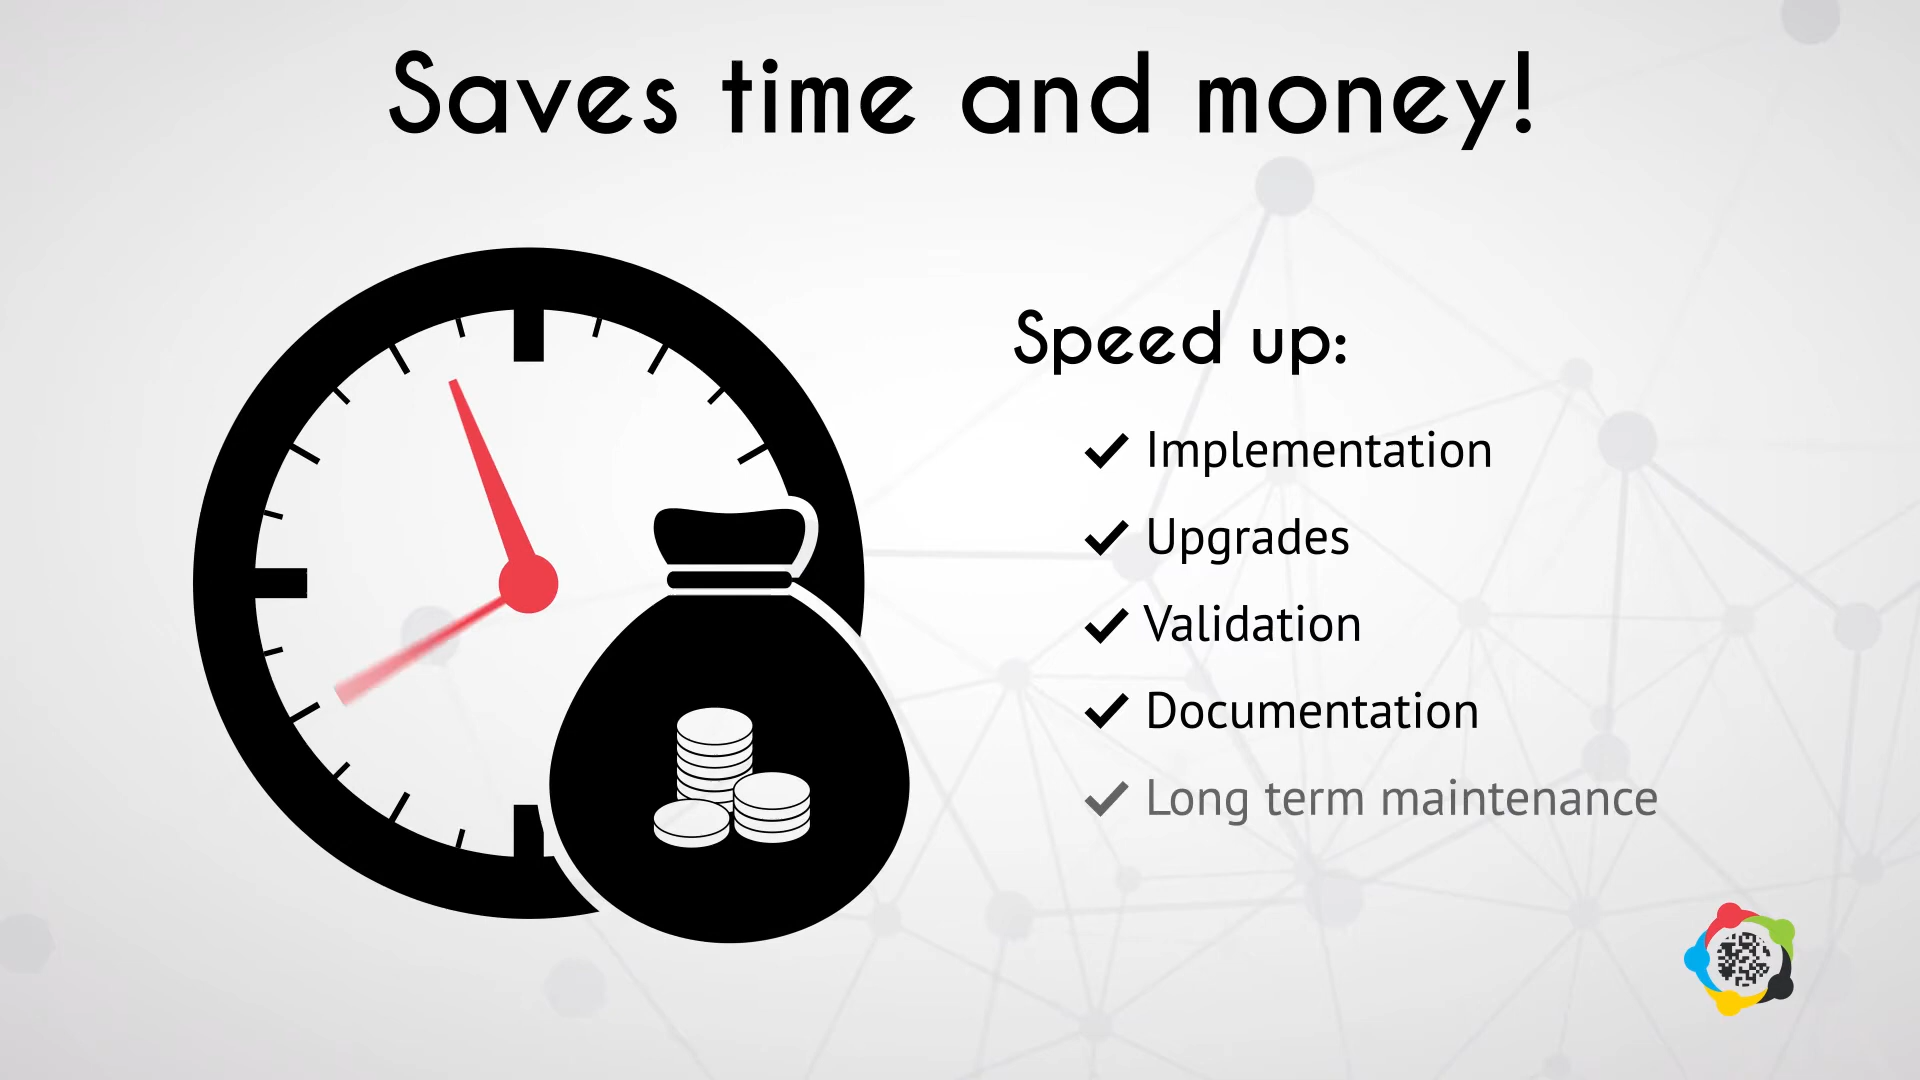 Saves time and money!
Speed up:
Implementation
Upgrades
Validation
Documentation
Long term maintenance